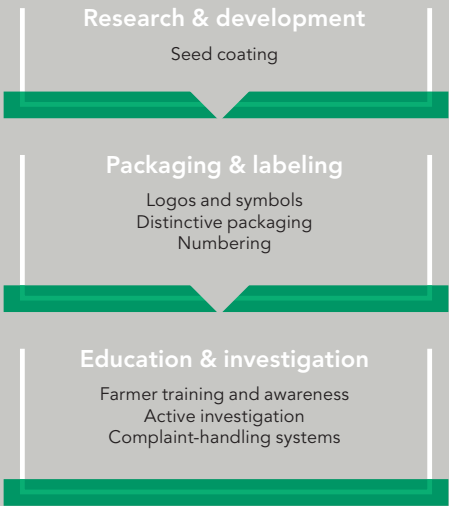 Research & development
Seed coating
Packaging & labeling
Logos and symbols
Distinctive packaging
Numbering
Education & investigation
Farmer training and awareness
Active investigation
Complaint-handling systems